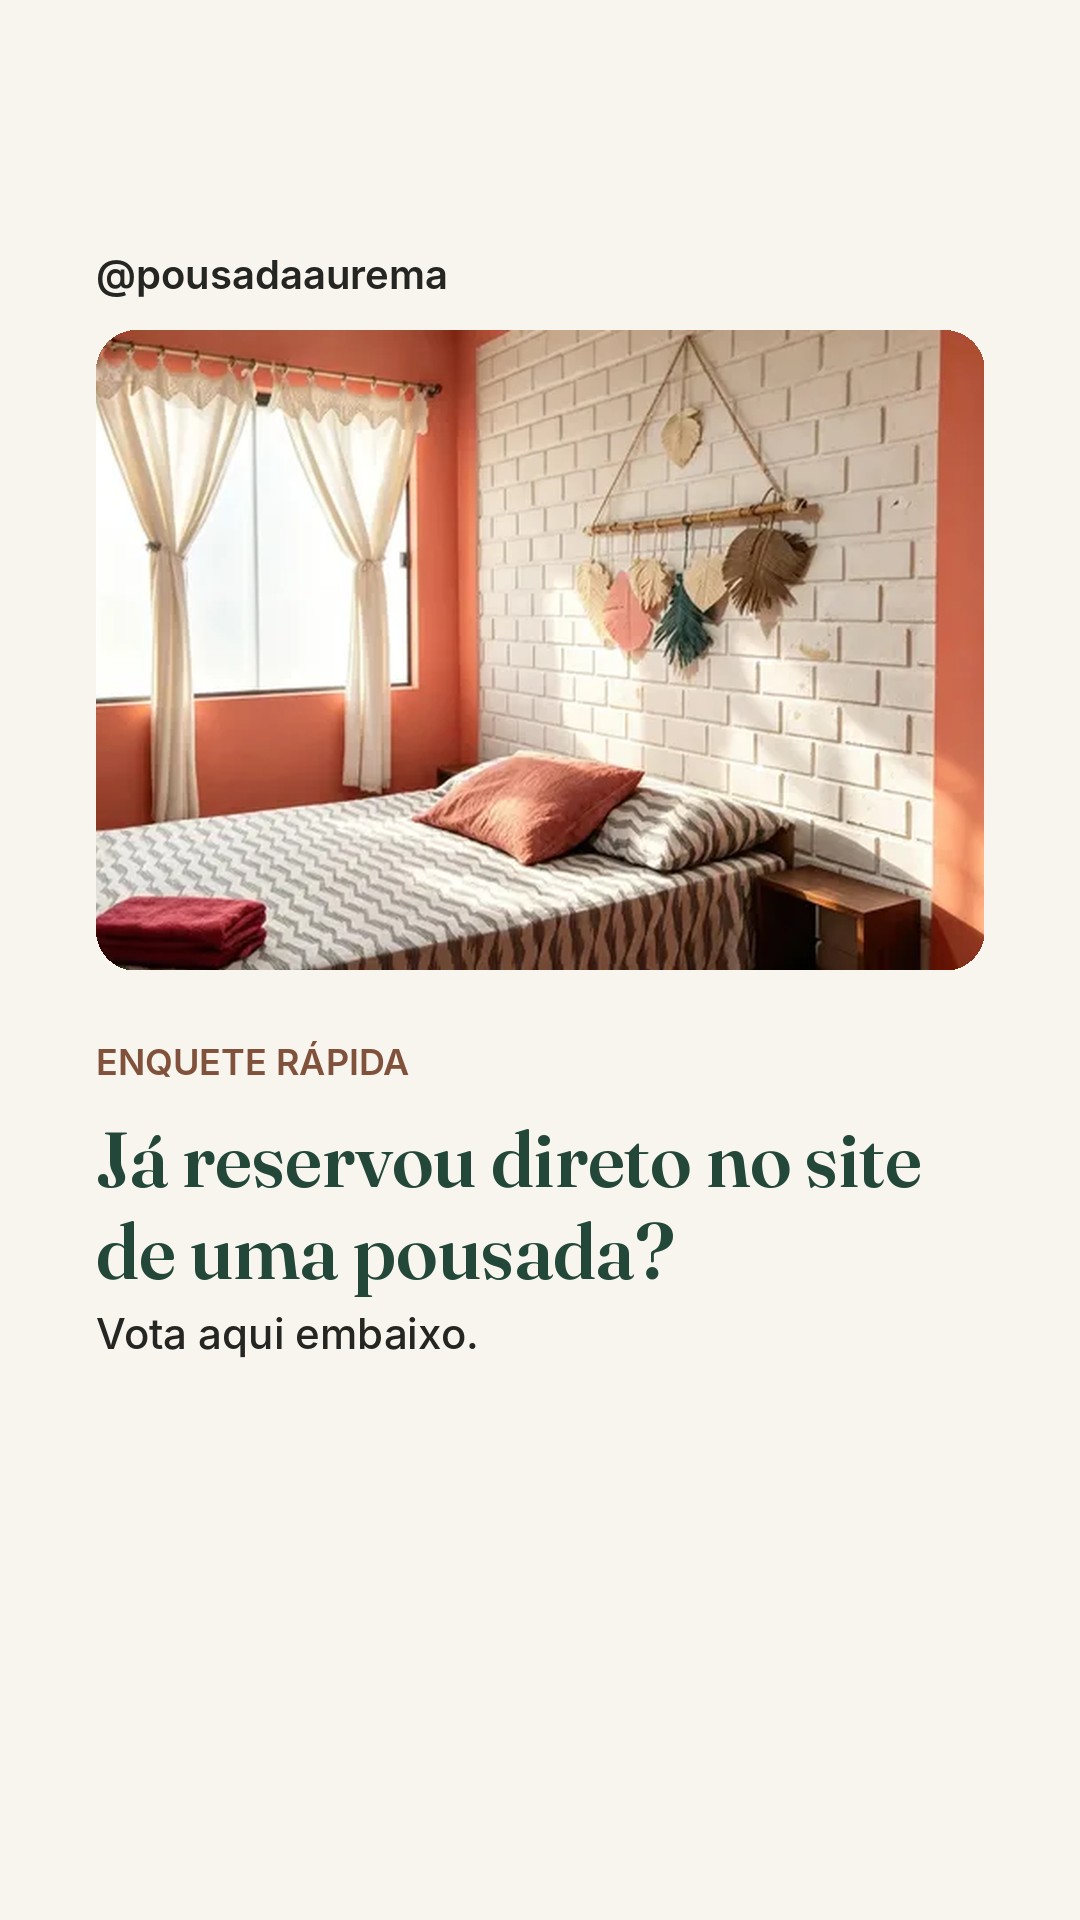 @pousadaaurema
ENQUETE RÁPIDA
Já reservou direto no site
de uma pousada?
Vota aqui embaixo.